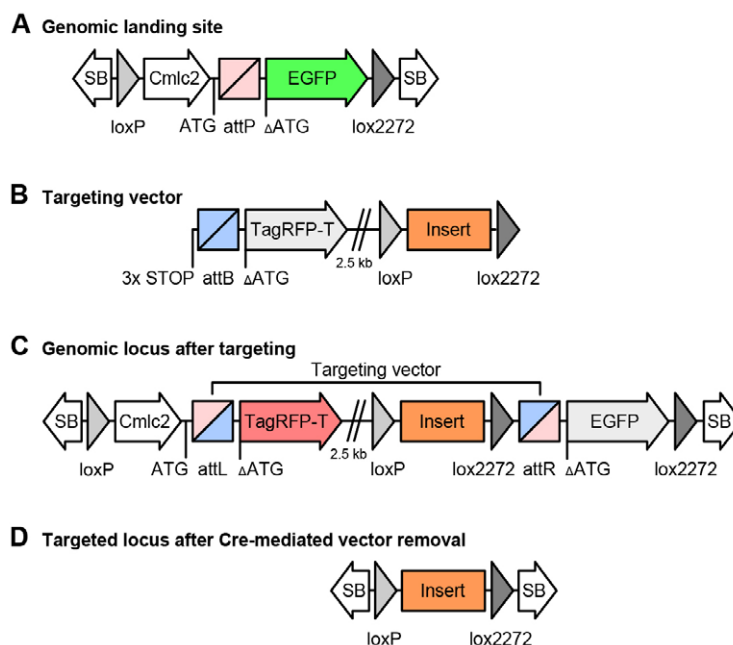 A Genomic landing site
SB Cmlc2 EGFP SB
loxP ATG attP ΔATG lox2272
B Targeting vector
TagRFP-T Insert
3x STOP attB ΔATG 2.5 kb loxP lox2272
C Genomic locus after targeting
Targeting vector
SB Cmlc2 TagRFP-T Insert EGFP SB
loxP ATG attL ΔATG 2.5 kb loxP lox2272 attR ΔATG lox2272
D Targeted locus after Cre-mediated vector removal
SB Insert SB
loxP lox2272